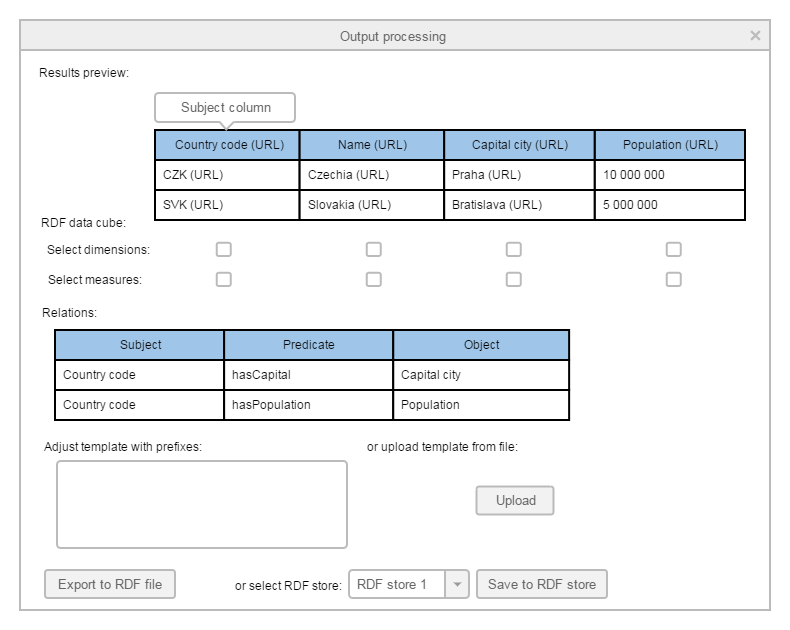 Output processing ×
Results preview:
Subject column
Country code (URL) Name (URL) Capital city (URL) Population (URL)
CZK (URL) Czechia (URL) Praha (URL) 10 000 000
SVK (URL) Slovakia (URL) Bratislava (URL) 5 000 000
RDF data cube:
Select dimensions:
Select measures:
Relations:
Subject Predicate Object
Country code hasCapital Capital city
Country code hasPopulation Population
Adjust template with prefixes: or upload template from file:
Upload
Export to RDF file or select RDF store: RDF store 1 Save to RDF store